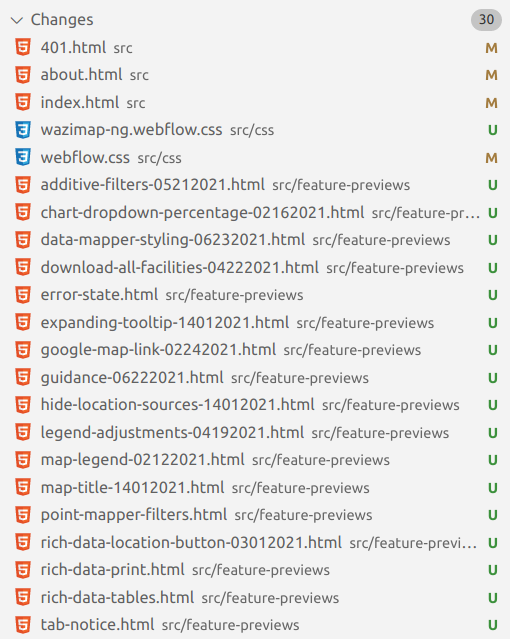 Changes 30
401.html src M
about.html src M
index.html src M
wazimap-ng.webflow.css src/css U
webflow.css src/css M
additive-filters-05212021.html src/feature-previews U
chart-dropdown-percentage-02162021.html src/feature-pr... U
data-mapper-styling-06232021.html src/feature-previews U
download-all-facilities-04222021.html src/feature-previews U
error-state.html src/feature-previews U
expanding-tooltip-14012021.html src/feature-previews U
google-map-link-02242021.html src/feature-previews U
guidance-06222021.html src/feature-previews U
hide-location-sources-14012021.html src/feature-previews U
legend-adjustments-04192021.html src/feature-previews U
map-legend-02122021.html src/feature-previews U
map-title-14012021.html src/feature-previews U
point-mapper-filters.html src/feature-previews U
rich-data-location-button-03012021.html src/feature-previ... U
rich-data-print.html src/feature-previews U
rich-data-tables.html src/feature-previews U
tab-notice.html src/feature-previews U